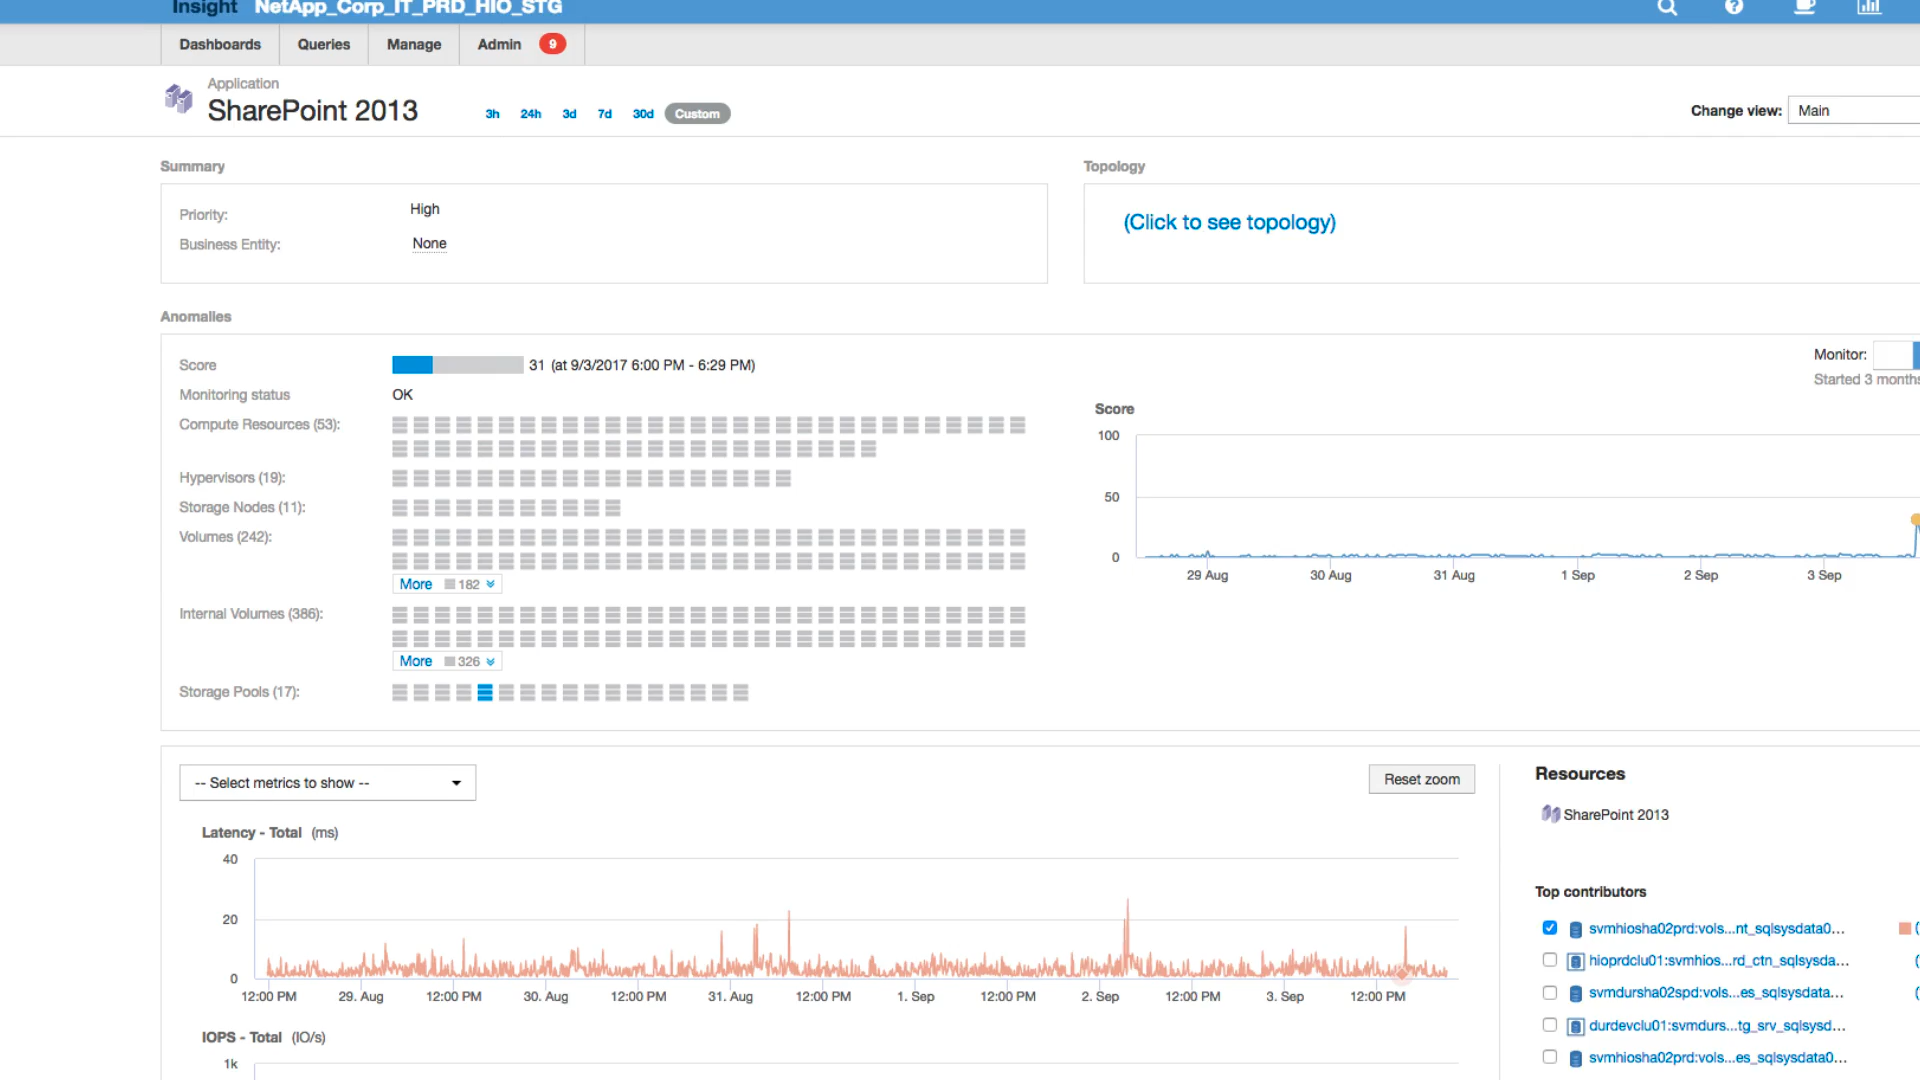 Insight NetApp_Corp_IT_PRD_HIO_STG
Dashboards Queries Manage Admin 9
Application
SharePoint 2013 3h 24h 3d 7d 30d Custom
Change view: Main
Summary
Priority: High
Business Entity: None
Topology
(Click to see topology)
Anomalies
Score 31 (at 9/3/2017 6:00 PM - 6:29 PM)
Monitoring status OK
Compute Resources (53):
Hypervisors (19):
Storage Nodes (11):
Volumes (242):
More 182
Internal Volumes (386):
More 326
Storage Pools (17):
Monitor:
Started 3 months
Score
100
50
0
29 Aug 30 Aug 31 Aug 1 Sep 2 Sep 3 Sep
-- Select metrics to show --
Reset zoom
Latency - Total (ms)
40
20
0
12:00 PM 29. Aug 12:00 PM 30. Aug 12:00 PM 31. Aug 12:00 PM 1. Sep 12:00 PM 2. Sep 12:00 PM 3. Sep 12:00 PM
IOPS - Total (IO/s)
1k
Resources
SharePoint 2013
Top contributors
svmhiosha02prd:vols...nt_sqlsysdata0... (
hioprdclu01:svmhios...rd_ctn_sqlsysda... (
svmdursha02spd:vols...es_sqlsysdata... (
durdevclu01:svmdurs...tg_srv_sqlsysd...
svmhiosha02prd:vols...es_sqlsysdata0...